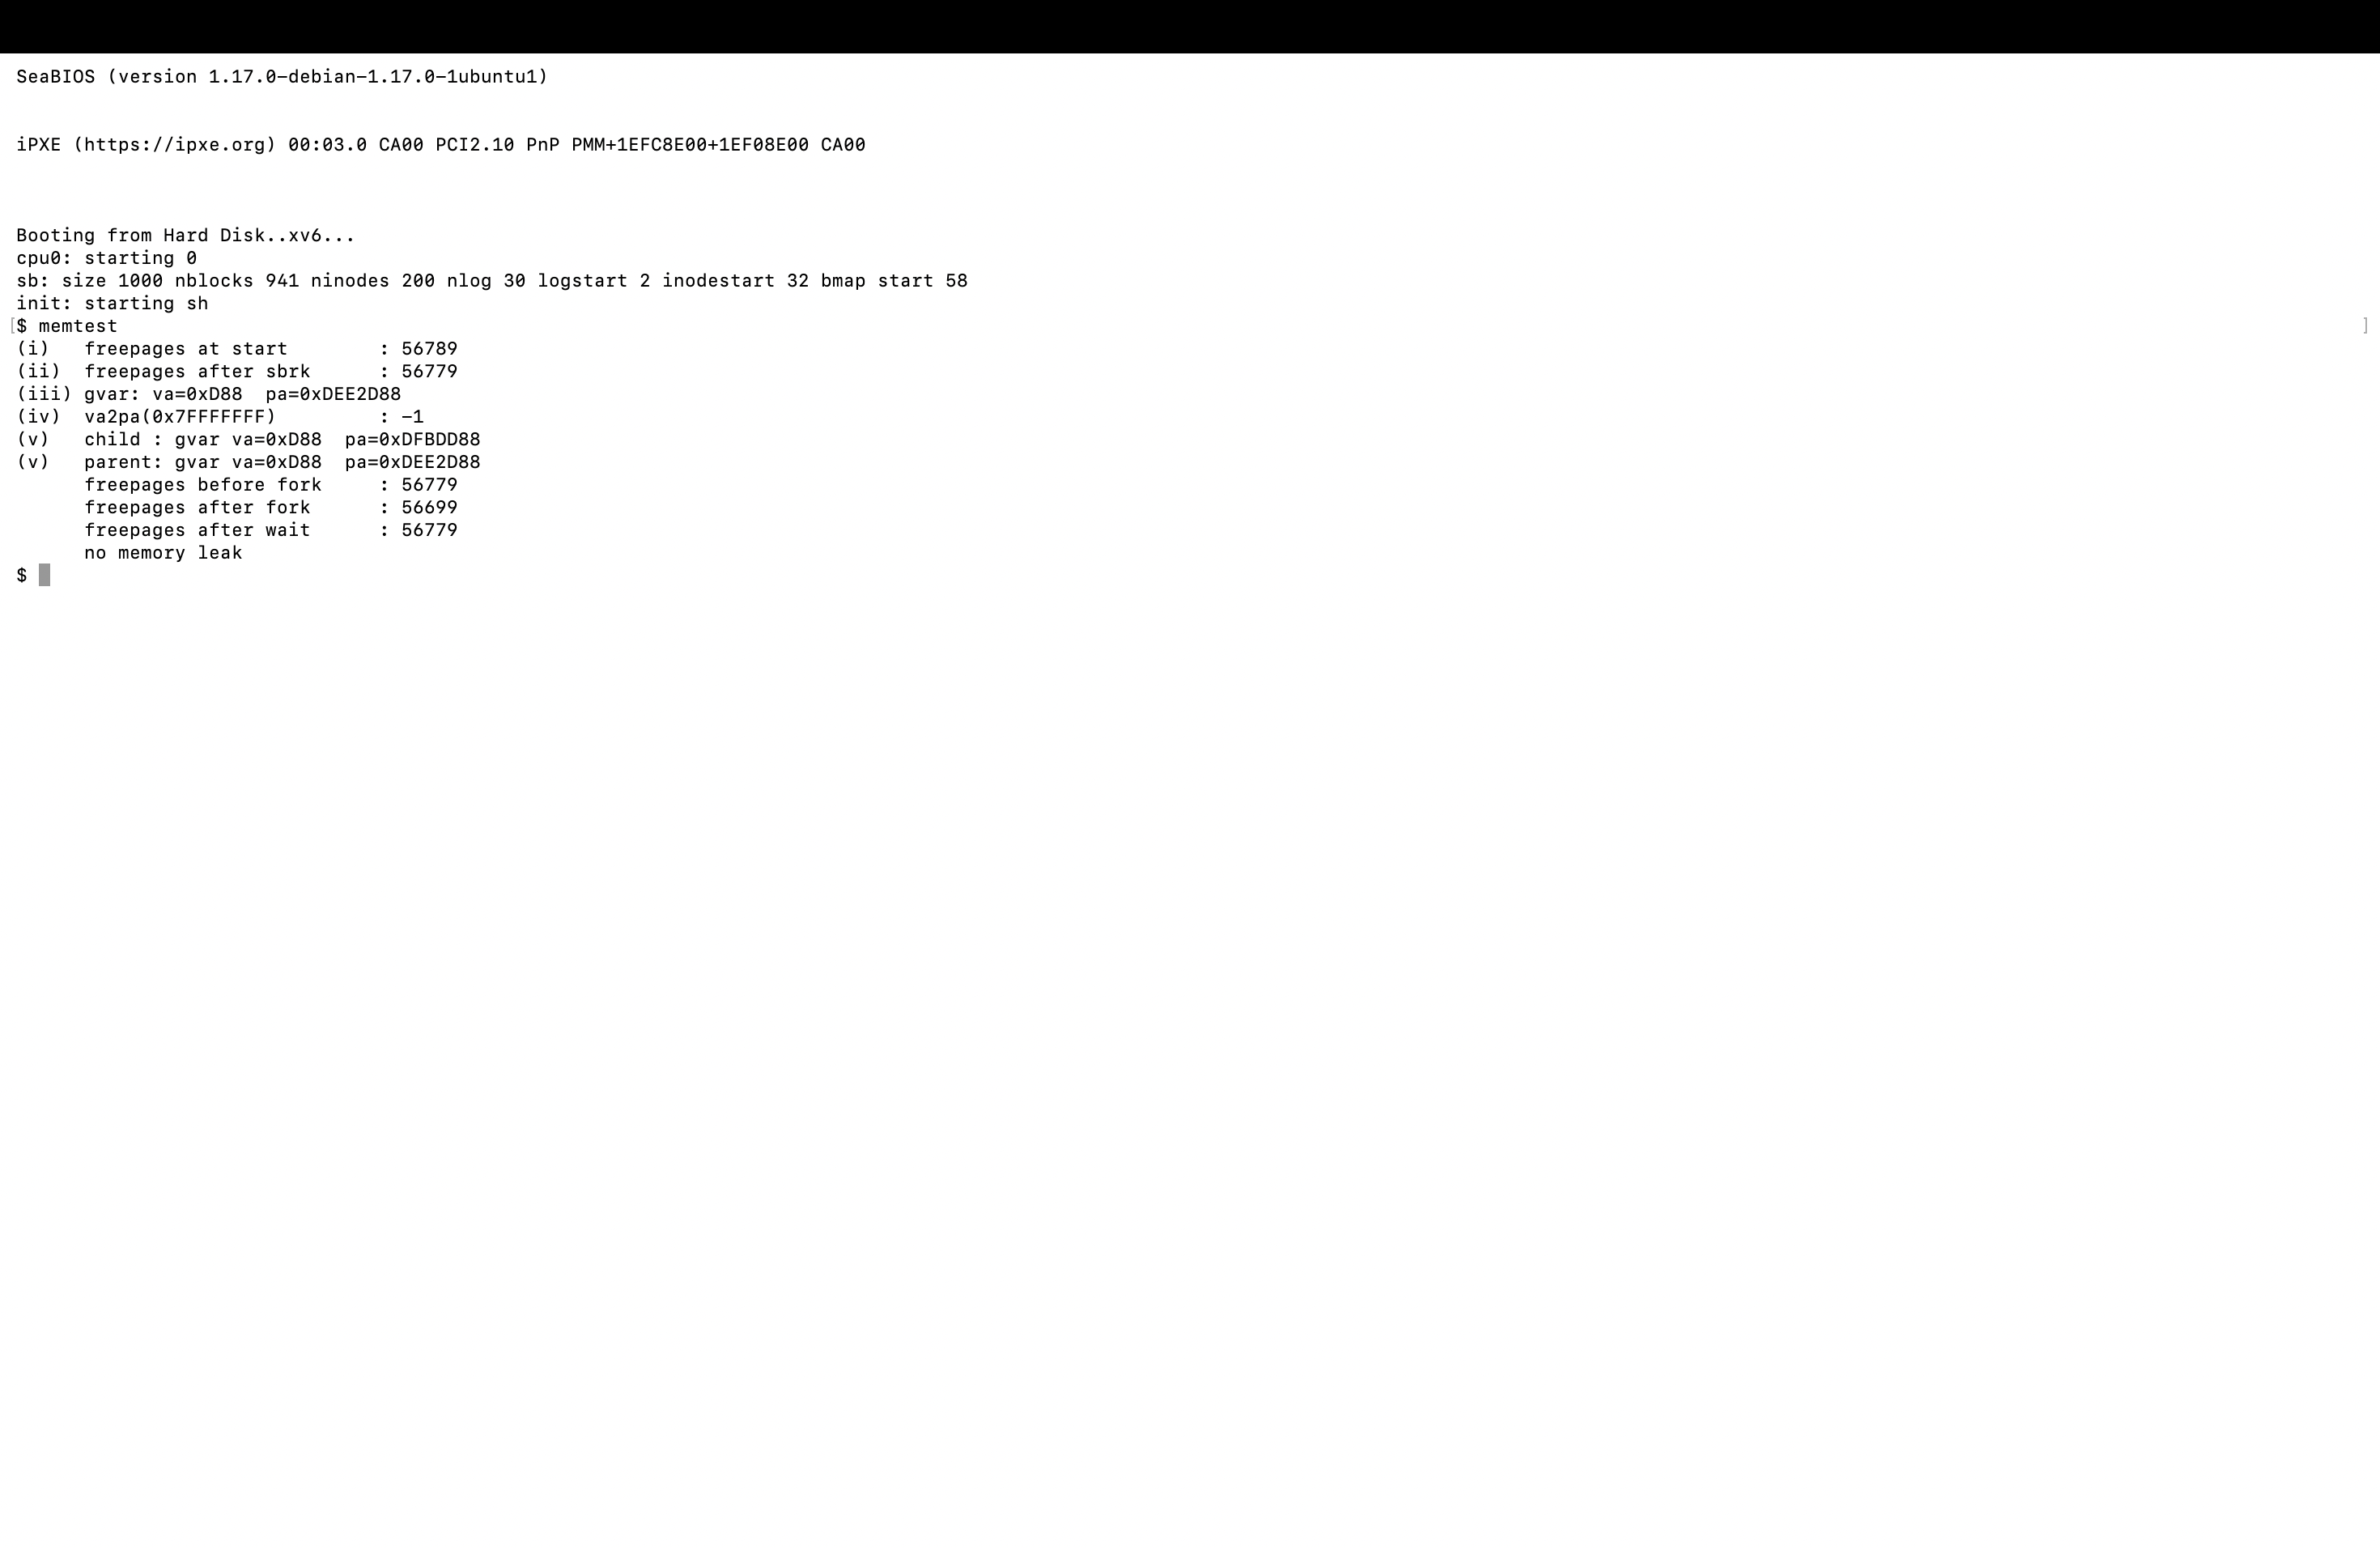 SeaBIOS (version 1.17.0-debian-1.17.0-1ubuntu1)
iPXE (https://ipxe.org) 00:03.0 CA00 PCI2.10 PnP PMM+1EFC8E00+1EF08E00 CA00
Booting from Hard Disk..xv6...
cpu0: starting 0
sb: size 1000 nblocks 941 ninodes 200 nlog 30 logstart 2 inodestart 32 bmap start 58
init: starting sh
[$ memtest ]
(i)   freepages at start        : 56789
(ii)  freepages after sbrk      : 56779
(iii) gvar: va=0xD88  pa=0xDEE2D88
(iv)  va2pa(0x7FFFFFFF)         : -1
(v)   child : gvar va=0xD88  pa=0xDFBDD88
(v)   parent: gvar va=0xD88  pa=0xDEE2D88
      freepages before fork     : 56779
      freepages after fork      : 56699
      freepages after wait      : 56779
      no memory leak
$